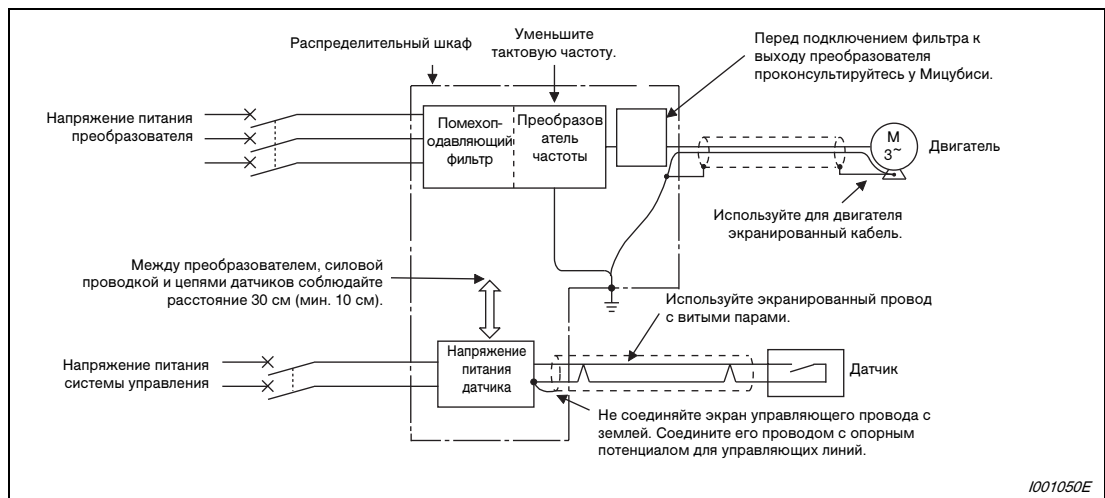 Распределительный шкаф
Уменьшите
тактовую частоту.
Перед подключением фильтра к
выходу преобразователя
проконсультируйтесь у Мицубиси.
Напряжение питания
преобразователя
Помехоп-
одавляющий
фильтр
Преобразов
атель
частоты
M
3~
Двигатель
Используйте для двигателя
экранированный кабель.
Между преобразователем, силовой
проводкой и цепями датчиков соблюдайте
расстояние 30 см (мин. 10 см).
Используйте экранированный провод
с витыми парами.
Напряжение питания
системы управления
Напряжение
питания
датчика
Датчик
Не соединяйте экран управляющего провода с
землей. Соедините его проводом с опорным
потенциалом для управляющих линий.
I001050E